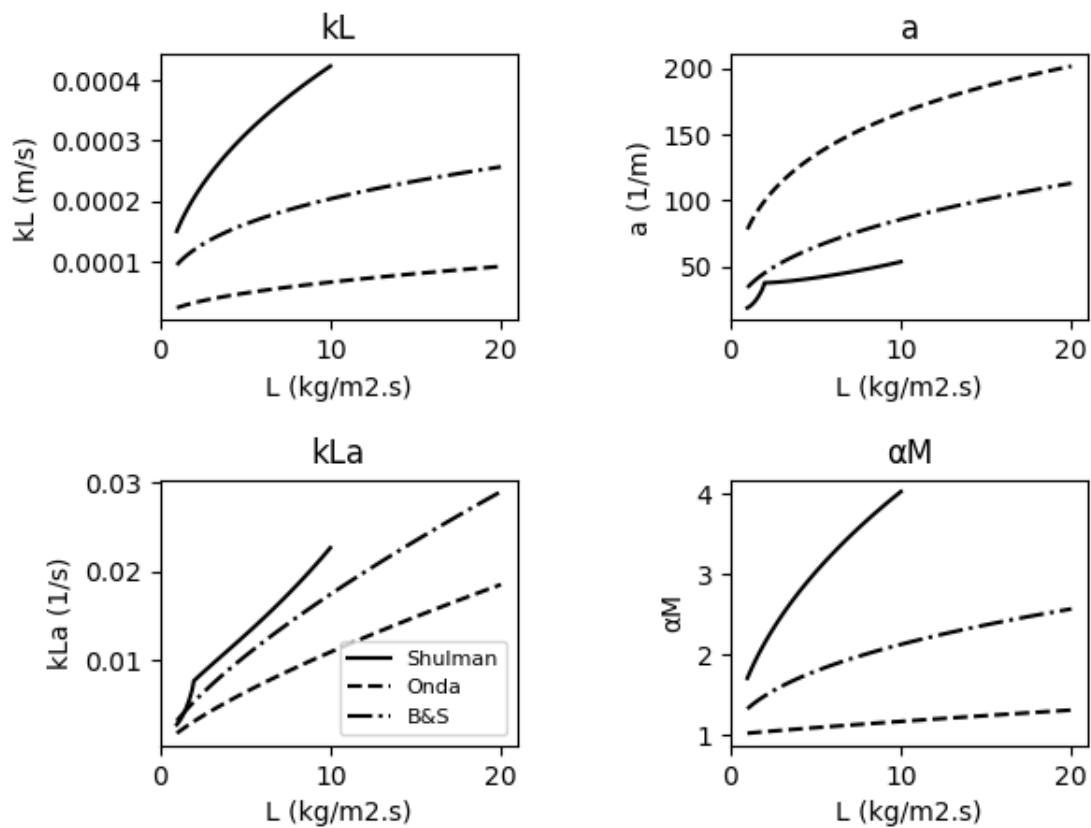 kL
kL (m/s)
0.0004
0.0003
0.0002
0.0001
0
10
20
L (kg/m2.s)
a
a (1/m)
200
150
100
50
0
10
20
L (kg/m2.s)
kLa
kLa (1/s)
0.03
0.02
0.01
Shulman
Onda
B&S
0
10
20
L (kg/m2.s)
αM
αM
4
3
2
1
0
10
20
L (kg/m2.s)